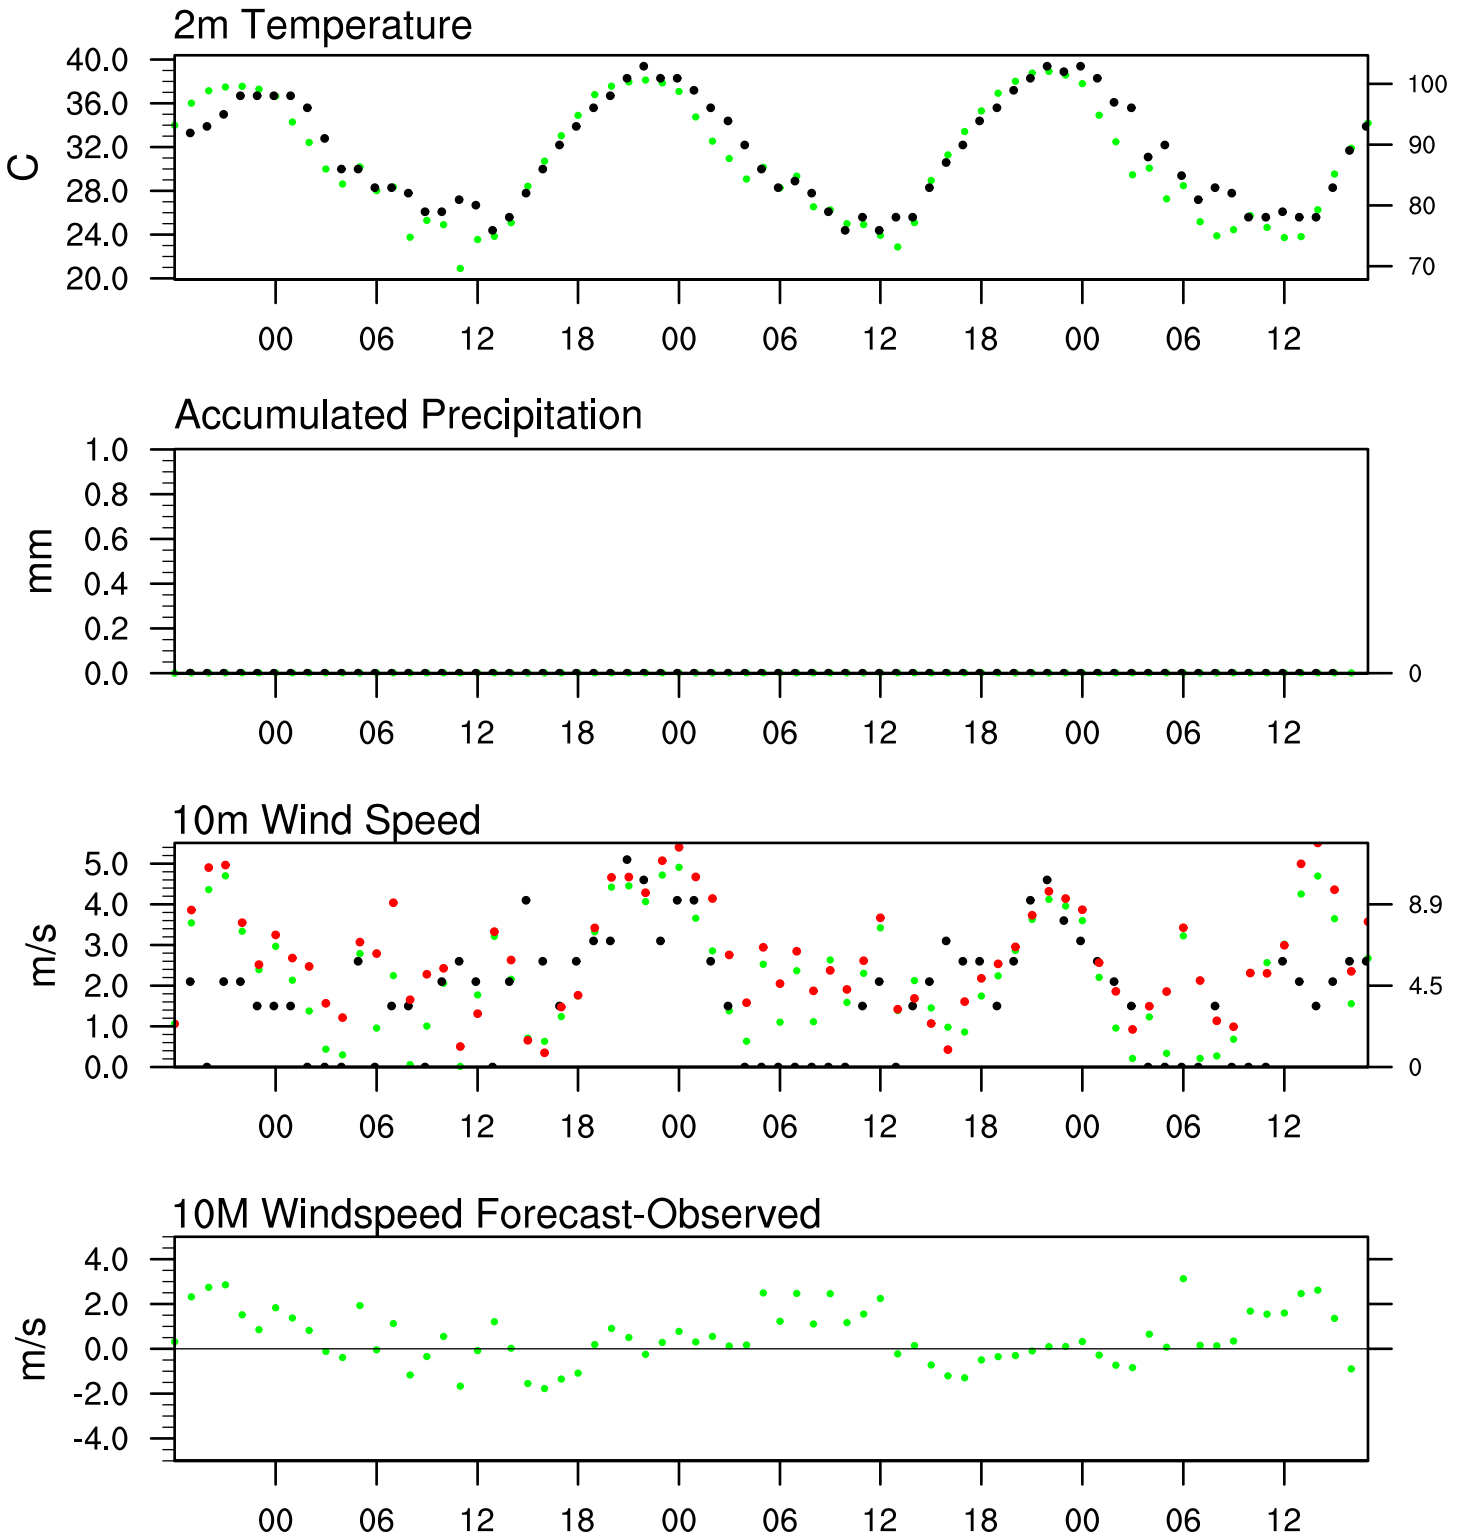 2m Temperature
40.0
36.0
32.0
28.0
24.0
20.0
C
100
90
80
70
00 06 12 18 00 06 12 18 00 06 12
Accumulated Precipitation
1.0
0.8
0.6
0.4
0.2
0.0
mm
0
00 06 12 18 00 06 12 18 00 06 12
10m Wind Speed
5.0
4.0
3.0
2.0
1.0
0.0
m/s
8.9
4.5
0
00 06 12 18 00 06 12 18 00 06 12
10M Windspeed Forecast-Observed
4.0
2.0
0.0
-2.0
-4.0
m/s
00 06 12 18 00 06 12 18 00 06 12